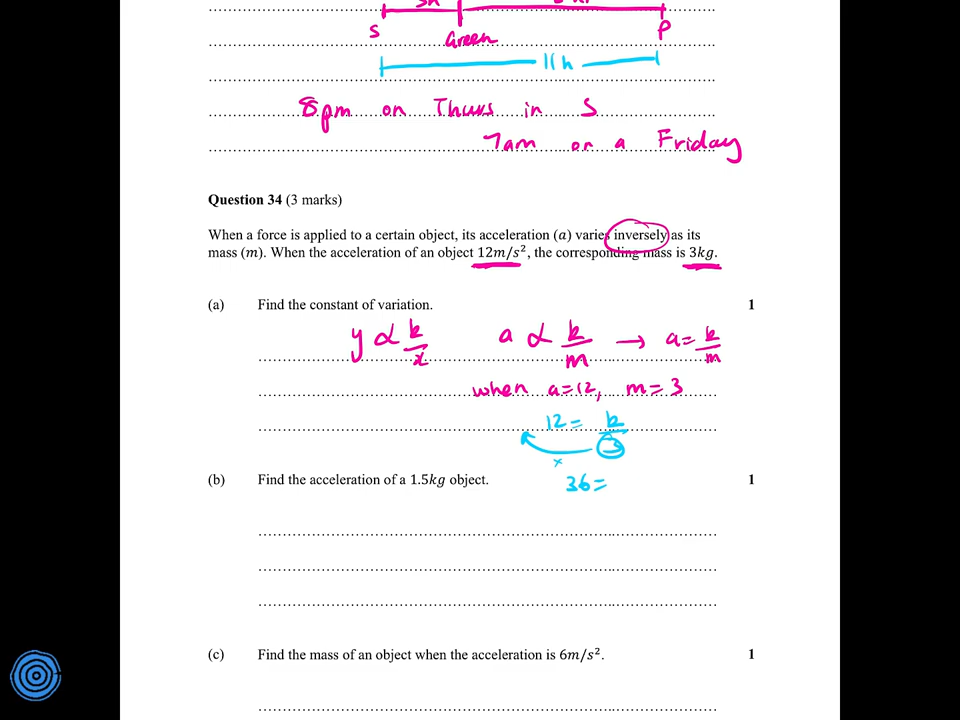 S Green P
11h
8pm on Thurs in S
7am on a Friday
Question 34 (3 marks)
When a force is applied to a certain object, its acceleration (a) varies inversely as its
mass (m). When the acceleration of an object 12m/s², the corresponding mass is 3kg.
(a) Find the constant of variation. 1
y ∝ k/x a ∝ k/m → a = k/m
when a=12, m=3
12 = k/3
×
36 =
(b) Find the acceleration of a 1.5kg object. 1
(c) Find the mass of an object when the acceleration is 6m/s². 1